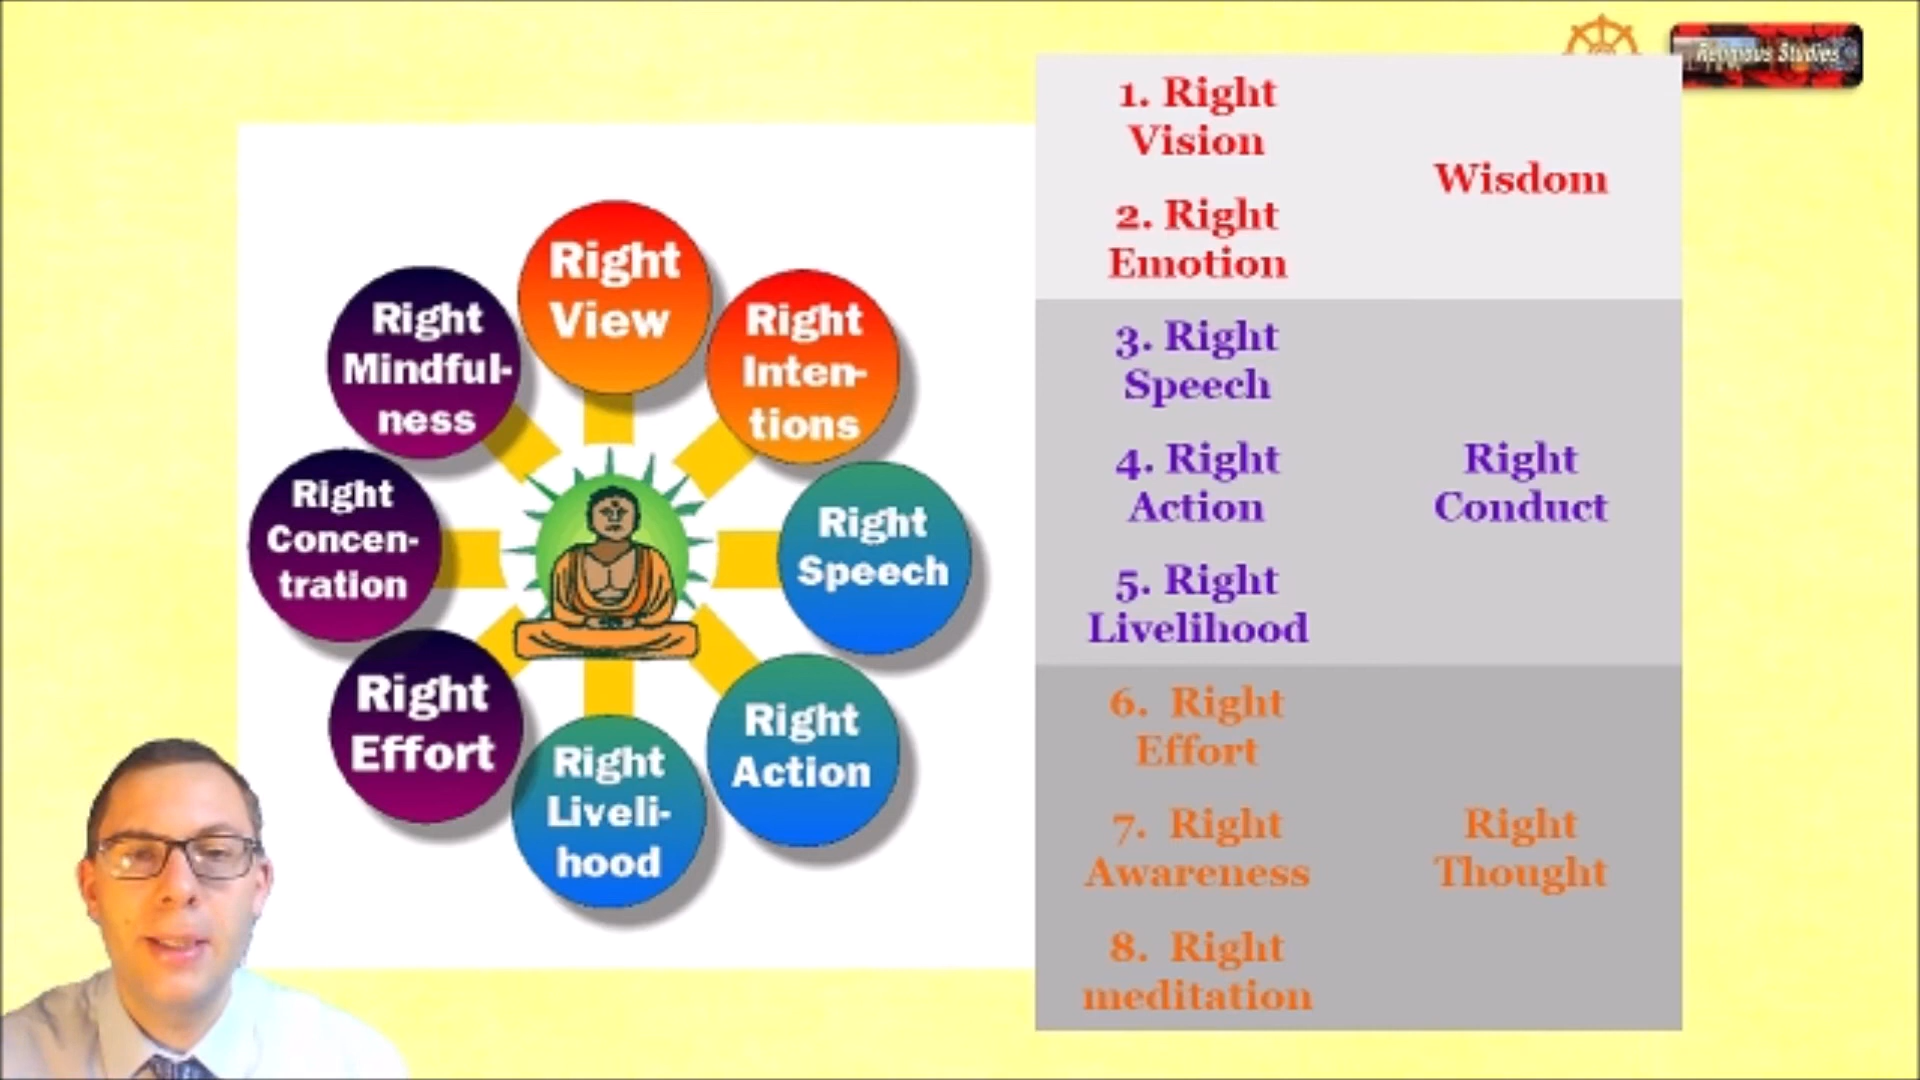 Religious Studies
Right
View
Right
Inten-
tions
Right
Speech
Right
Action
Right
Liveli-
hood
Right
Effort
Right
Concen-
tration
Right
Mindful-
ness
1. Right
Vision
2. Right
Emotion
Wisdom
3. Right
Speech
4. Right
Action
5. Right
Livelihood
Right
Conduct
6. Right
Effort
7. Right
Awareness
8. Right
meditation
Right
Thought